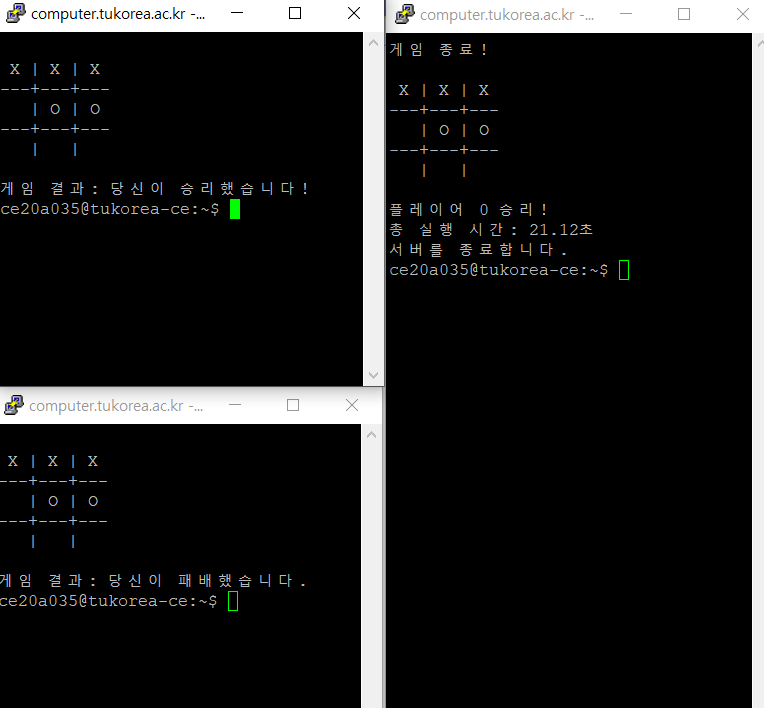 computer.tukorea.ac.kr -...
X | X | X
---+---+---
  | O | O
---+---+---
  |   |
게임 결과: 당신이 승리했습니다!
ce20a035@tukorea-ce:~$
computer.tukorea.ac.kr -...
X | X | X
---+---+---
  | O | O
---+---+---
  |   |
게임 결과: 당신이 패배했습니다.
ce20a035@tukorea-ce:~$
computer.tukorea.ac.kr -...
게임 종료!
X | X | X
---+---+---
  | O | O
---+---+---
  |   |
플레이어 0 승리!
총 실행 시간: 21.12초
서버를 종료합니다.
ce20a035@tukorea-ce:~$